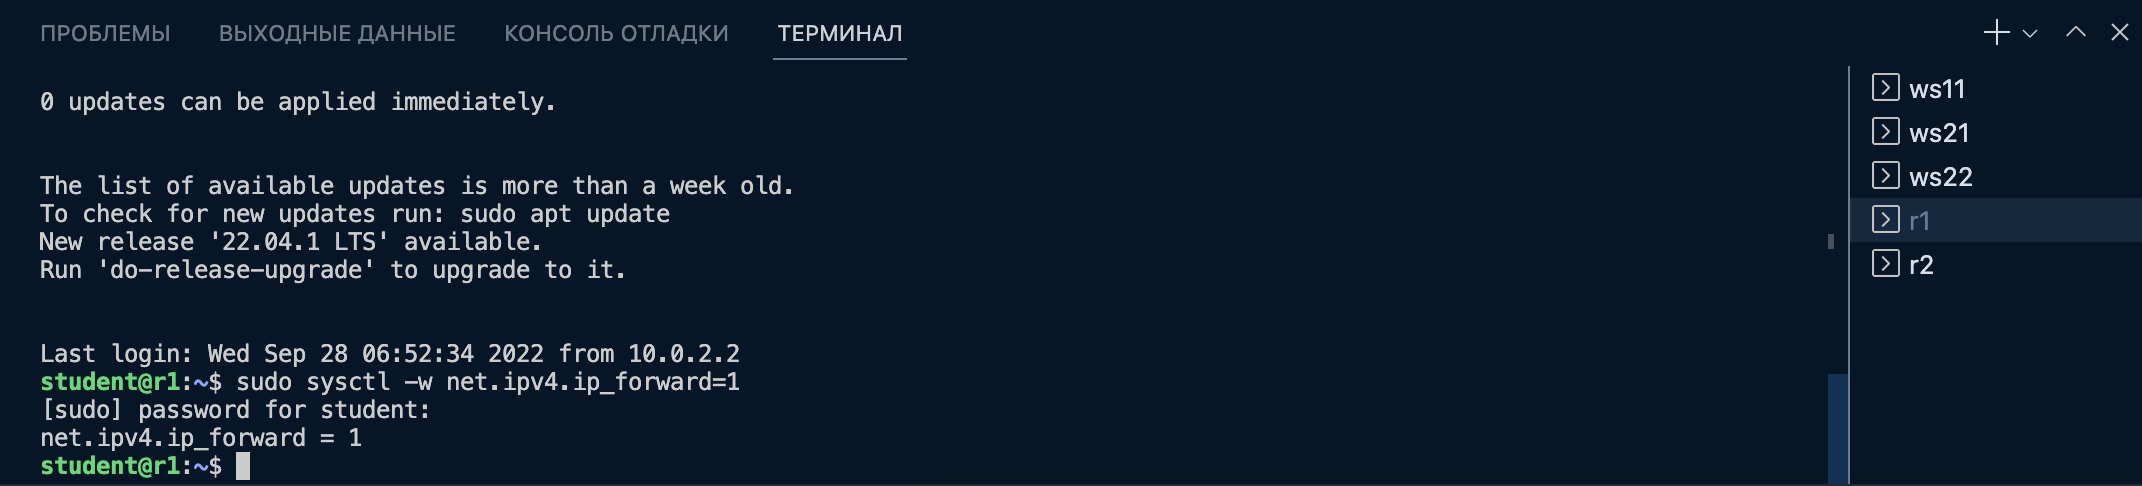 ПРОБЛЕМЫ ВЫХОДНЫЕ ДАННЫЕ КОНСОЛЬ ОТЛАДКИ ТЕРМИНАЛ
0 updates can be applied immediately.
The list of available updates is more than a week old.
To check for new updates run: sudo apt update
New release '22.04.1 LTS' available.
Run 'do-release-upgrade' to upgrade to it.
Last login: Wed Sep 28 06:52:34 2022 from 10.0.2.2
student@r1:~$ sudo sysctl -w net.ipv4.ip_forward=1
[sudo] password for student:
net.ipv4.ip_forward = 1
student@r1:~$
ws11
ws21
ws22
r1
r2